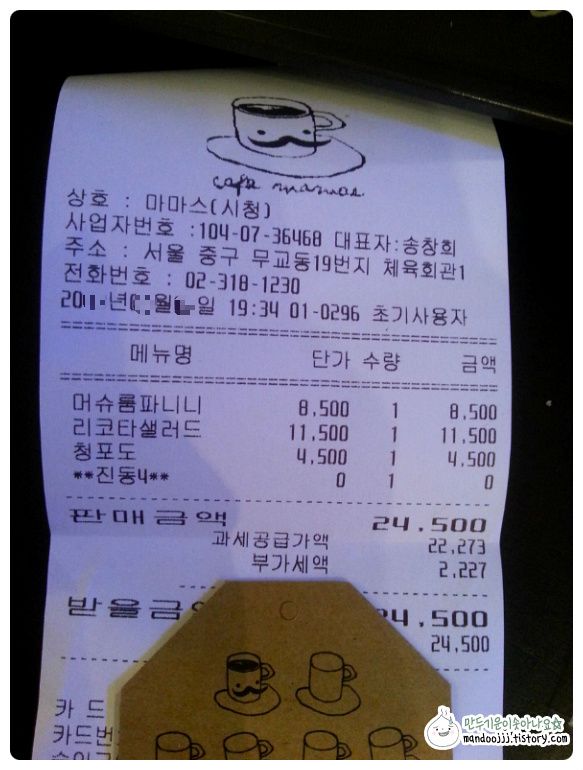 cafe mamas
상호 : 마마스(시청)
사업자번호 :104-07-36468 대표자:송창희
주소 : 서울 중구 무교동19번지 체육회관1
전화번호 : 02-318-1230
20 년 월 일 19:34 01-0296 초기사용자
메뉴명 단가 수량 금액
머슈룸파니니 8,500 1 8,500
리코타샐러드 11,500 1 11,500
청포도 4,500 1 4,500
**진동4** 0 1 0
판매금액 24,500
과세공급가액 22,273
부가세액 2,227
받을금 24,500
24,500
카드
카드번
만두기운이솟아나요☆
mandoojjj.tistory.com